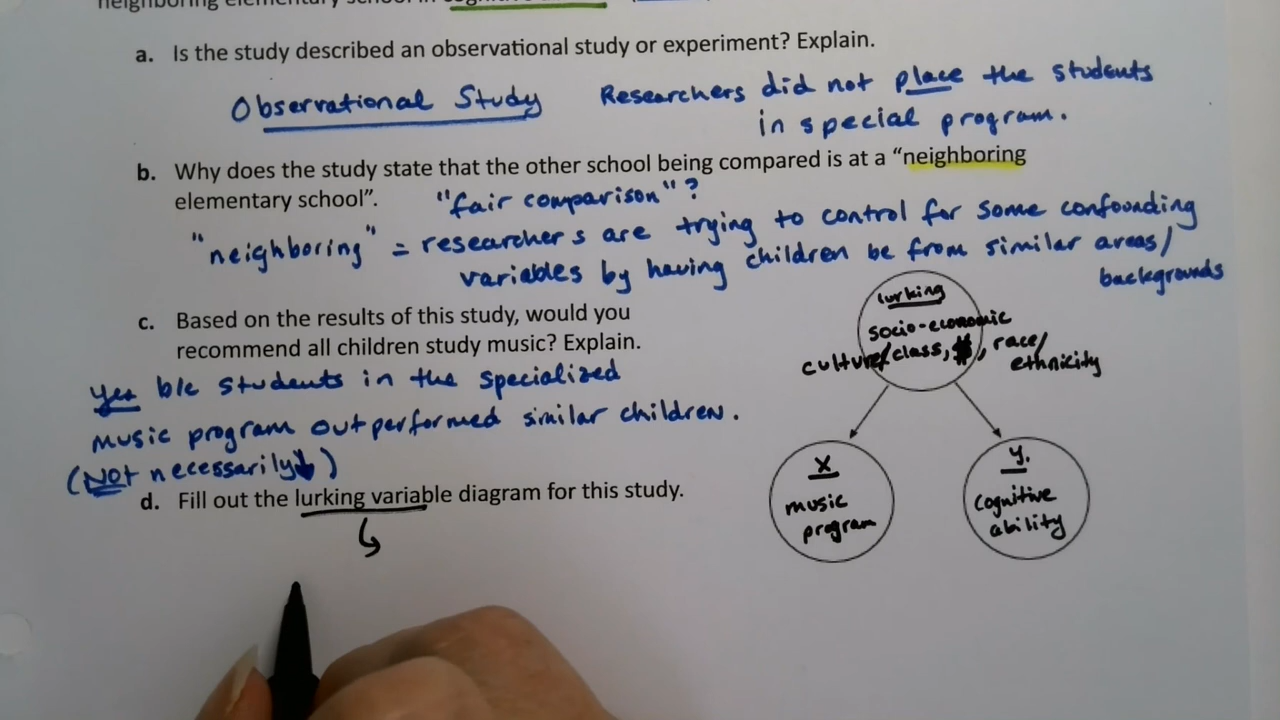 neighboring elementary school in cognitive
a. Is the study described an observational study or experiment? Explain.
Observational Study
Researchers did not place the students
in special program.
b. Why does the study state that the other school being compared is at a “neighboring
elementary school”.
"fair comparison"?
"neighboring" = researchers are trying to control for some confounding
variables by having children be from similar areas/
backgrounds
c. Based on the results of this study, would you
recommend all children study music? Explain.
yes b/c students in the specialized
music program outperformed similar children.
(NOT necessarily↓)
d. Fill out the lurking variable diagram for this study.
lurking
socio-economic
culture/class, $, race/
ethnicity
x
music
program
y.
cognitive
ability